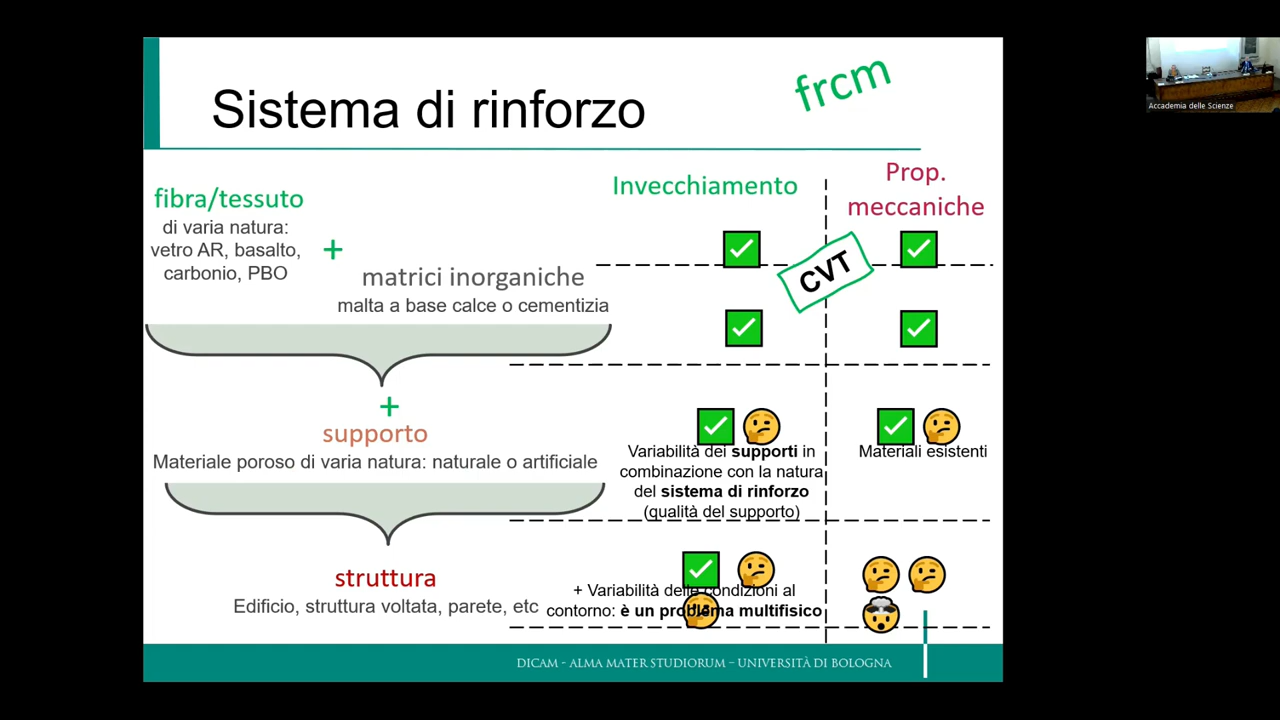 frcm
Sistema di rinforzo
Accademia delle Scienze
Invecchiamento
Prop.
meccaniche
fibra/tessuto
di varia natura:
vetro AR, basalto,
carbonio, PBO
+
matrici inorganiche
malta a base calce o cementizia
CVT
+
supporto
Materiale poroso di varia natura: naturale o artificiale
Variabilità dei supporti in
combinazione con la natura
del sistema di rinforzo
(qualità del supporto)
Materiali esistenti
struttura
Edificio, struttura voltata, parete, etc
+ Variabilità delle condizioni al
contorno: è un problema multifisico
DICAM - ALMA MATER STUDIORUM – UNIVERSITÀ DI BOLOGNA